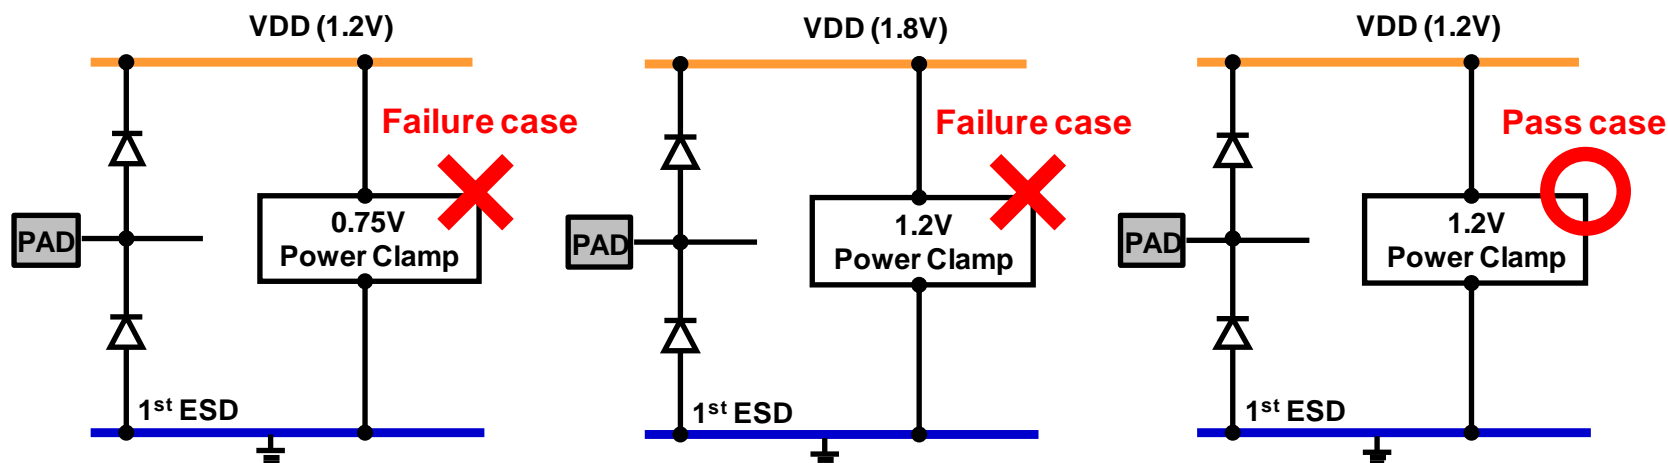 VDD (1.2V)
Failure case
0.75V
Power Clamp
PAD
1st ESD
VDD (1.8V)
Failure case
1.2V
Power Clamp
PAD
1st ESD
VDD (1.2V)
Pass case
1.2V
Power Clamp
PAD
1st ESD